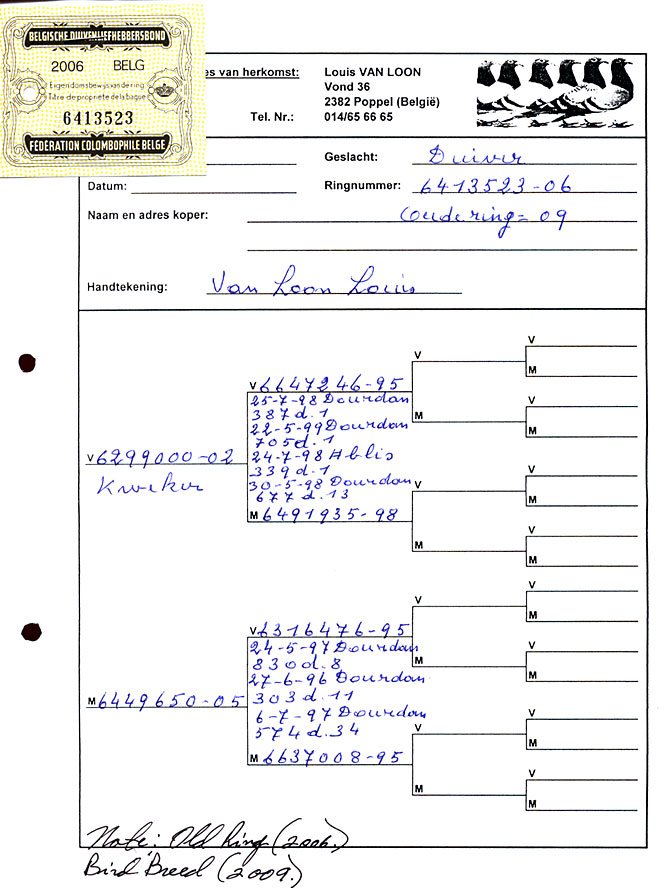 BELGISCHE DUIVENLIEFHEBBERSBOND
2006 BELG
Eigendomsbewijs van de ring
Titre de propriete de la bague
6413523
FÉDÉRATION COLOMBOPHILE BELGE
es van herkomst:
Louis VAN LOON
Vond 36
2382 Poppel (België)
Tel. Nr.: 014/65 66 65
Geslacht: Duiver
Datum:
Ringnummer: 6413523-06
Naam en adres koper: Oude ring = 09
Handtekening: Van Loon Louis
V
V
M
V 6647246-95
25-7-98 Dourdan
387 d. 1
M
V
M
22-5-99 Dourdan
705 d. 1
24-7-98 Ablis
339 d. 1
V 6299000-02
Kweker
30-5-98 Dourdan
677 d. 13
V
V
M
M 6491935-98
M
V
M
V
V
M
V 6316476-95
24-5-97 Dourdan
830 d. 8
M
V
M
27-6-96 Dourdan
303 d. 11
M 6449650-05
6-7-97 Dourdan
574 d. 34
V
V
M
M 6637008-95
M
V
M
Note: Old Ring (2006.)
Bird Breed (2009.)